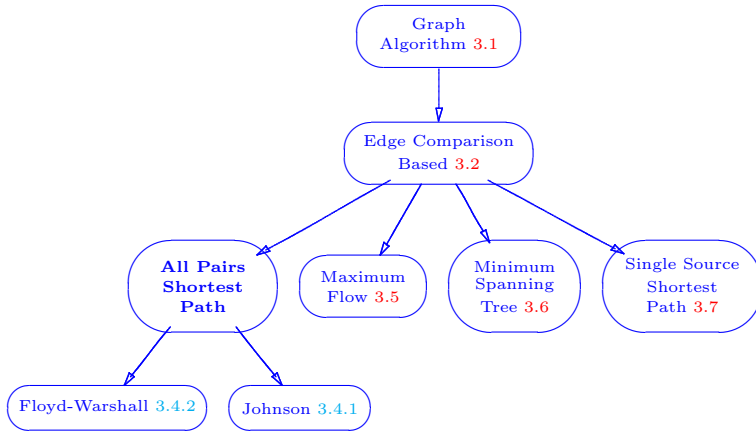 Graph
Algorithm 3.1
Edge Comparison
Based 3.2
All Pairs
Shortest
Path
Maximum
Flow 3.5
Minimum
Spanning
Tree 3.6
Single Source
Shortest
Path 3.7
Floyd-Warshall 3.4.2
Johnson 3.4.1